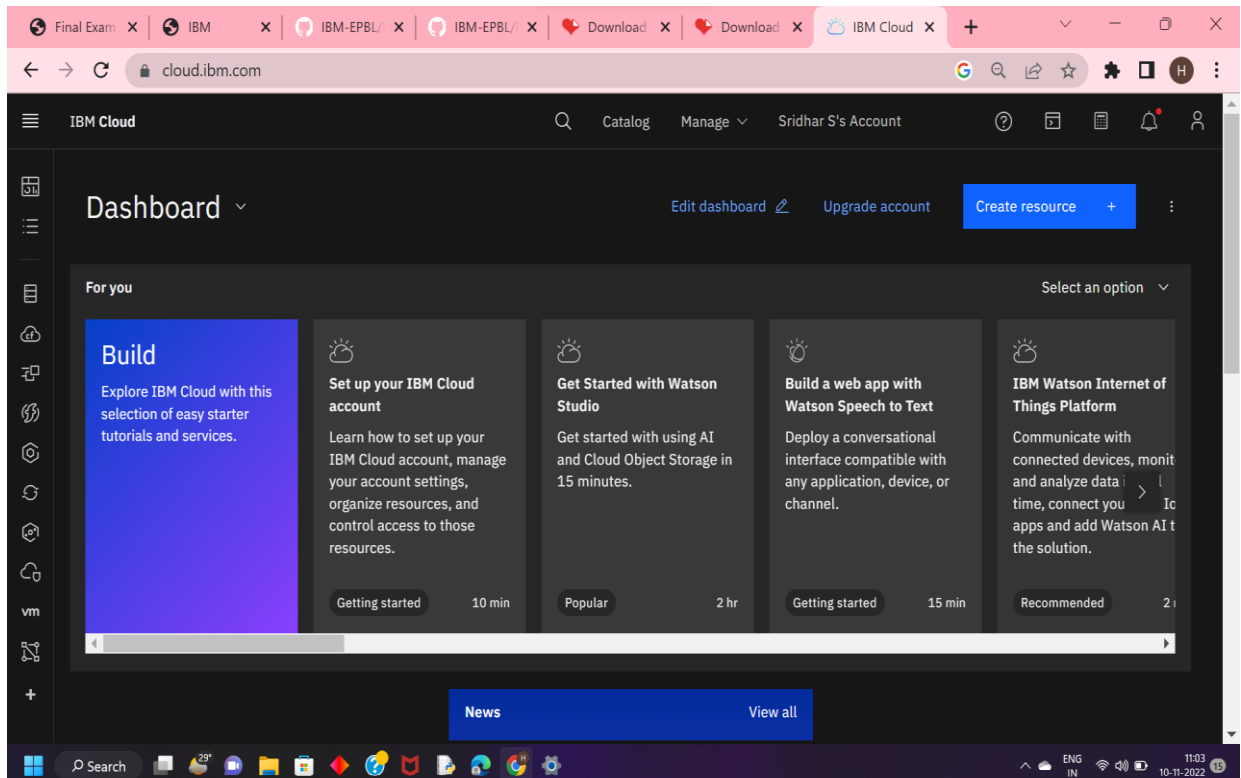 Final Exam
IBM
IBM-EPBL/
IBM-EPBL/
Download
Download
IBM Cloud
cloud.ibm.com
G
H
IBM Cloud
Catalog
Manage
Sridhar S's Account
Dashboard
Edit dashboard
Upgrade account
Create resource +
For you
Select an option
Build
Explore IBM Cloud with this
selection of easy starter
tutorials and services.
Set up your IBM Cloud
account
Learn how to set up your
IBM Cloud account, manage
your account settings,
organize resources, and
control access to those
resources.
Getting started
10 min
Get Started with Watson
Studio
Get started with using AI
and Cloud Object Storage in
15 minutes.
Popular
2 hr
Build a web app with
Watson Speech to Text
Deploy a conversational
interface compatible with
any application, device, or
channel.
Getting started
15 min
IBM Watson Internet of
Things Platform
Communicate with
connected devices, monit
and analyze data
time, connect you
apps and add Watson AI t
the solution.
Recommended
2
cf
vm
News
View all
Search
29°
ENG
IN
11:03
10-11-2022
15